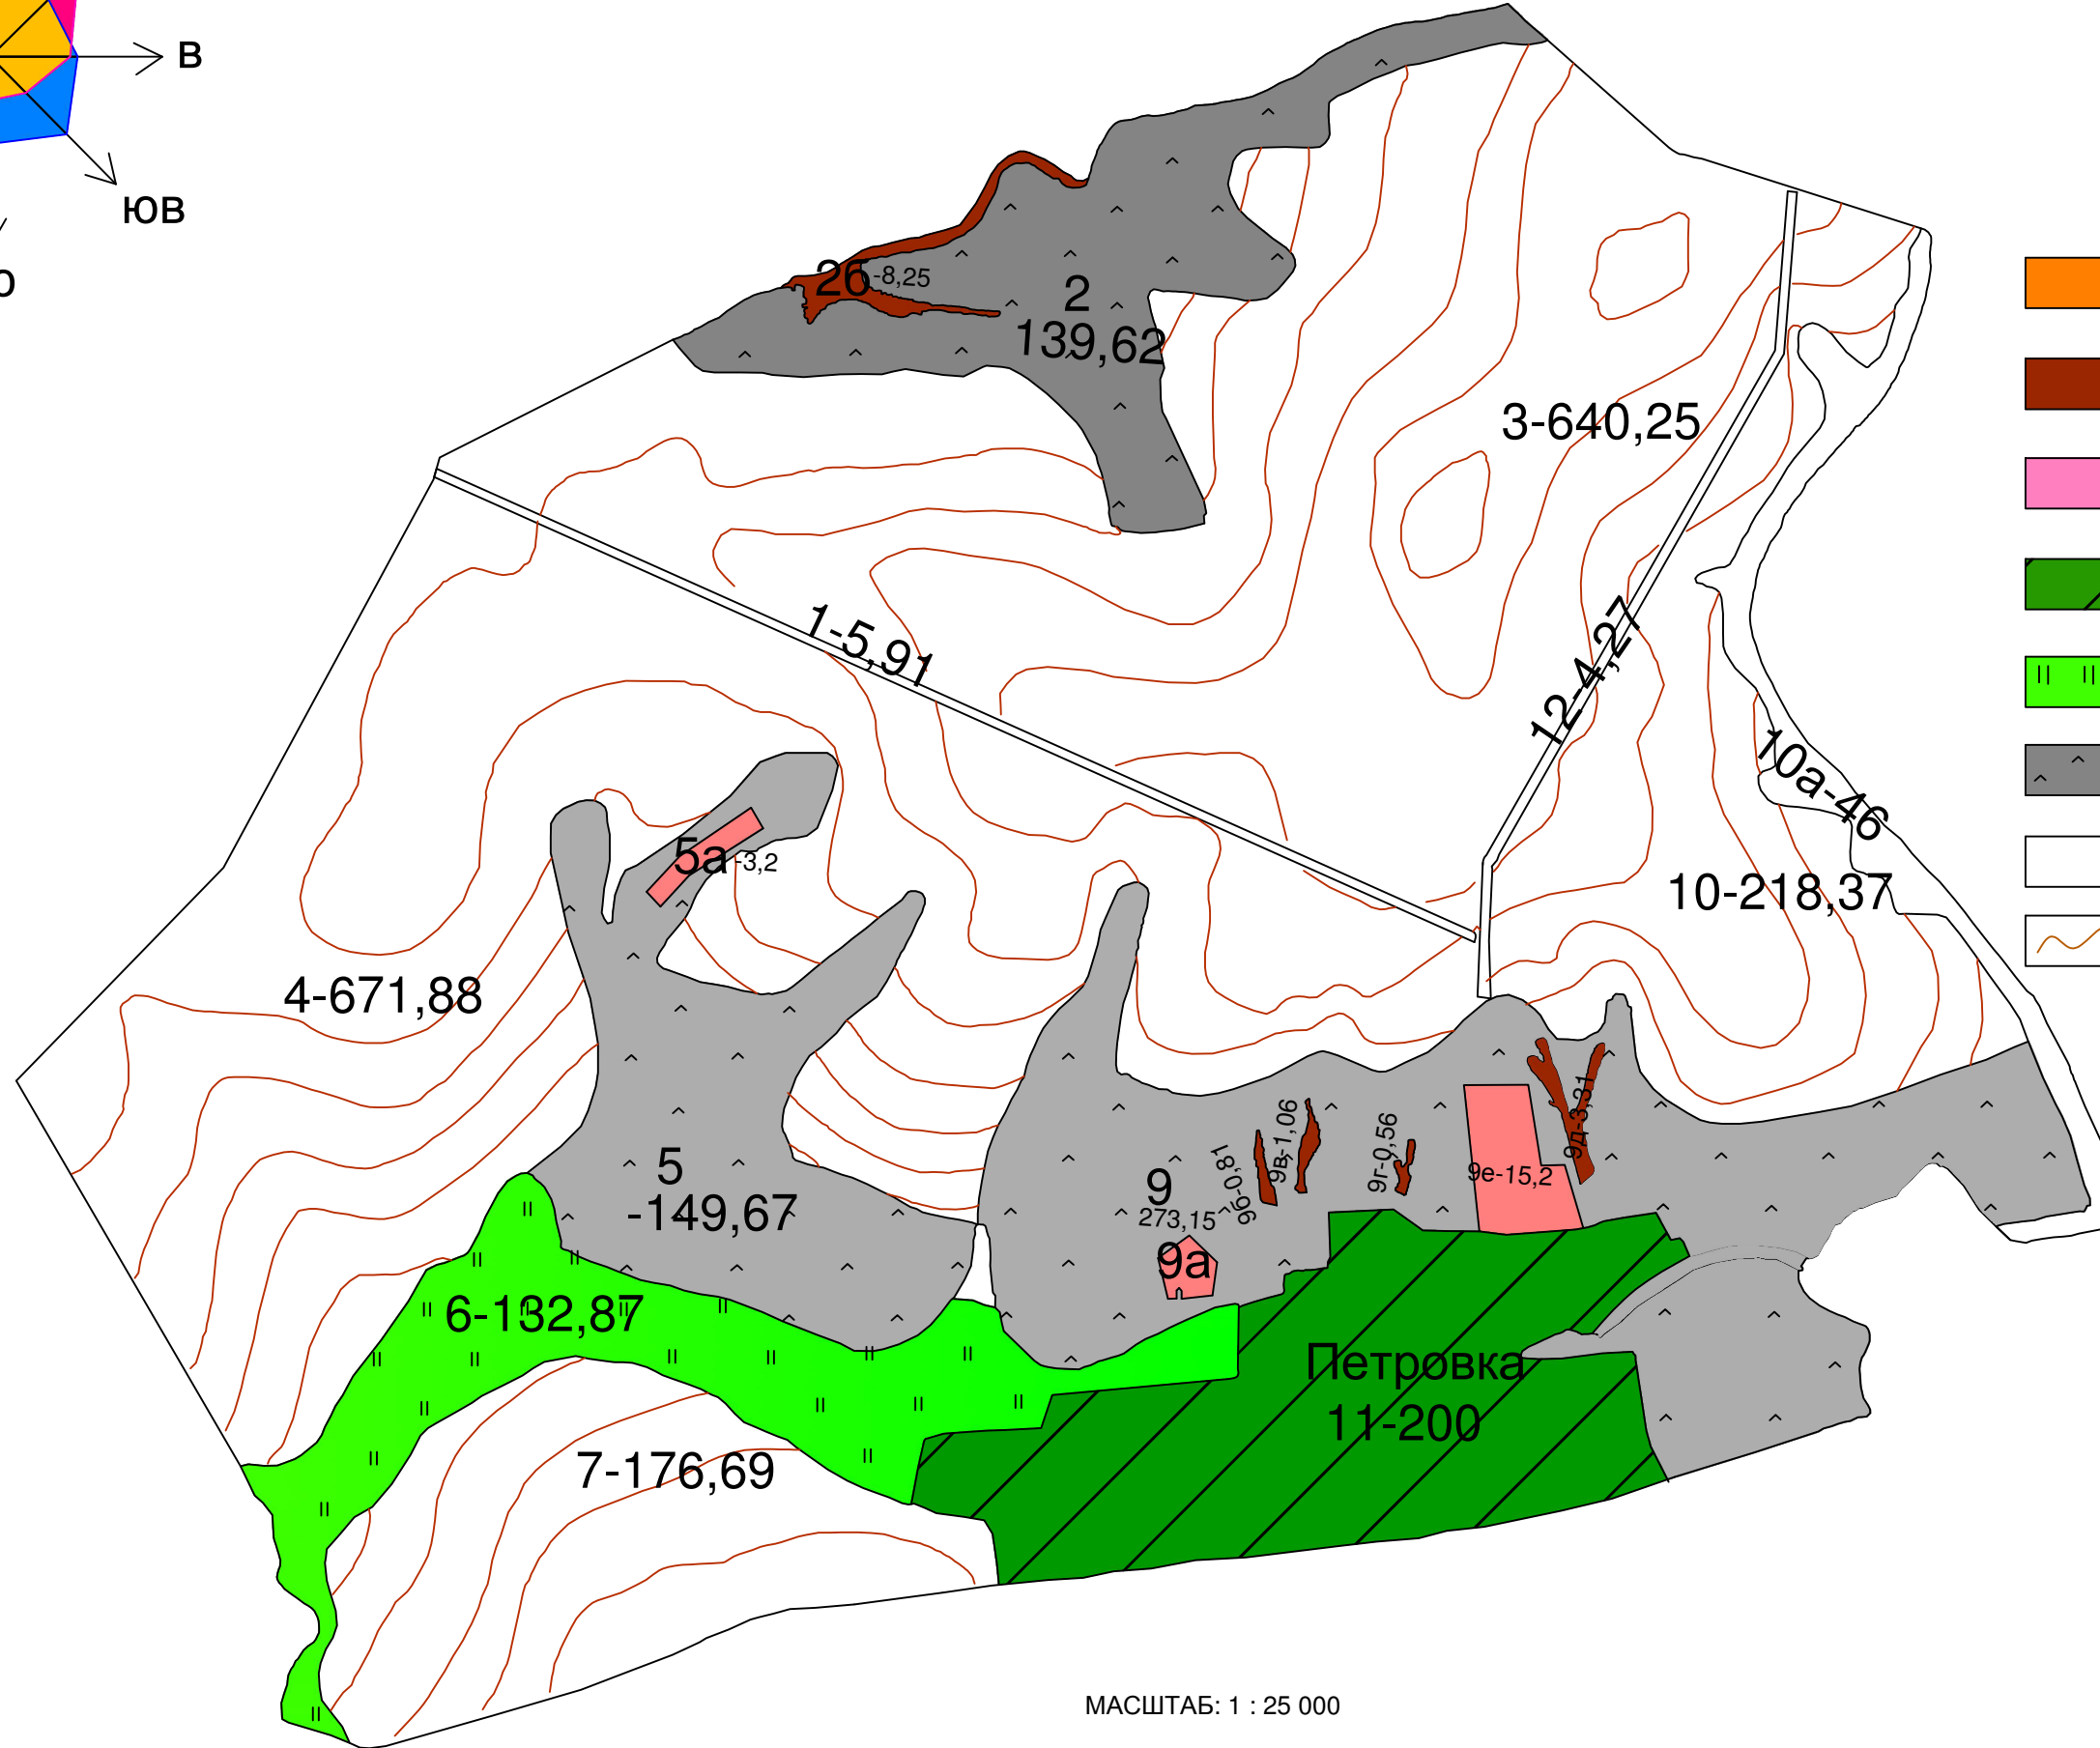 В
ЮВ
2б -8,25
2
139,62
3-640,25
1-5,91
12-4,27
10а-46
5а -3,2
10-218,37
4-671,88
5
-149,67
9
273,15
9а
9б-0,81
9в-1,06
9г-0,56
9е-15,2
9д-3,31
6-132,87
Петровка
11-200
7-176,69
МАСШТАБ: 1 : 25 000